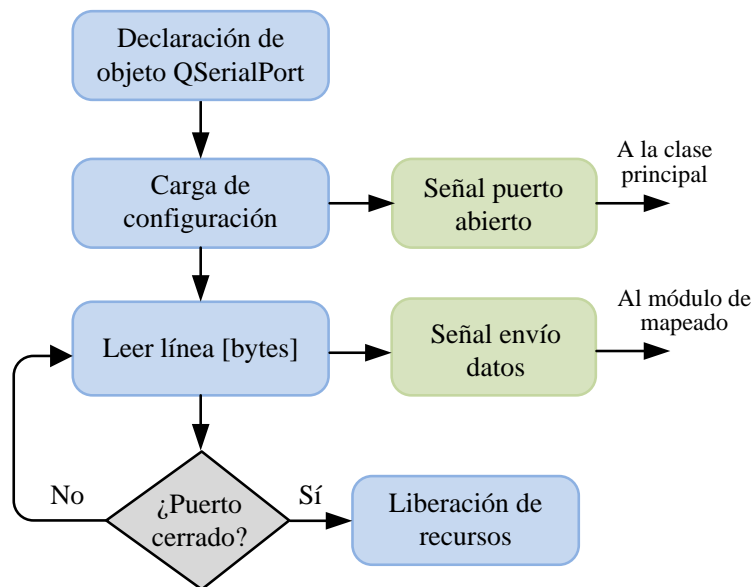 Declaración de
objeto QSerialPort
Carga de
configuración
Señal puerto
abierto
A la clase
principal
Leer línea [bytes]
Señal envío
datos
Al módulo de
mapeado
No
¿Puerto
cerrado?
Sí
Liberación de
recursos